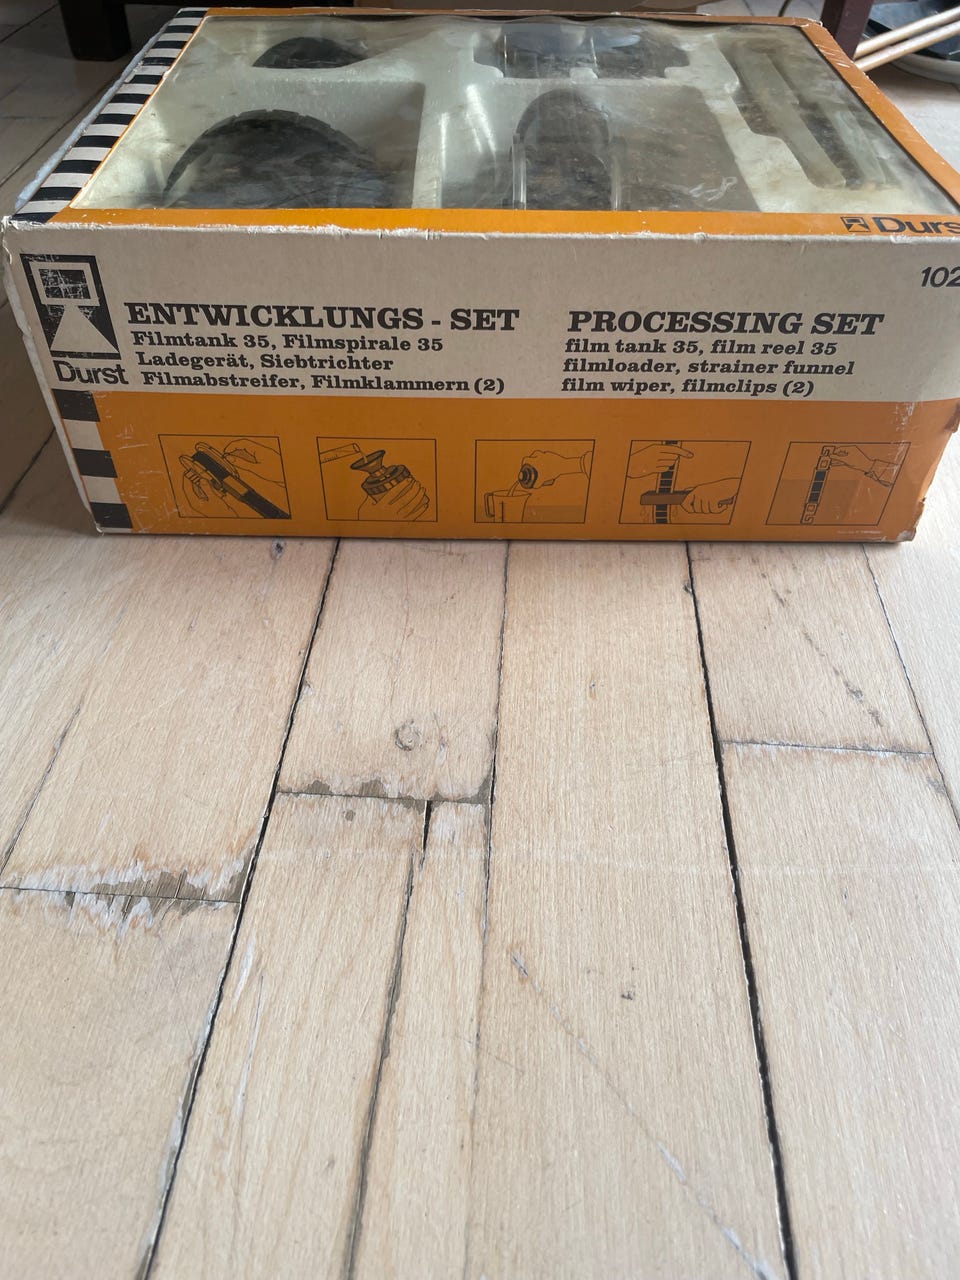 Durst
102
Durst
ENTWICKLUNGS - SET
Filmtank 35, Filmspirale 35
Ladegerät, Siebtrichter
Filmabstreifer, Filmklammern (2)
PROCESSING SET
film tank 35, film reel 35
filmloader, strainer funnel
film wiper, filmclips (2)